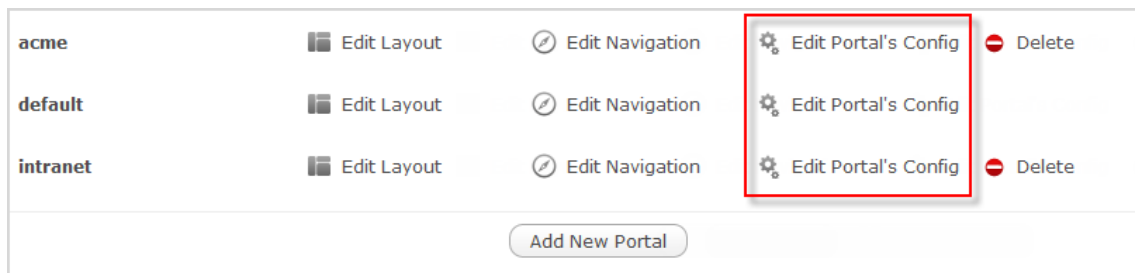 acme Edit Layout Edit Navigation Edit Portal's Config Delete
default Edit Layout Edit Navigation Edit Portal's Config
intranet Edit Layout Edit Navigation Edit Portal's Config Delete
Add New Portal